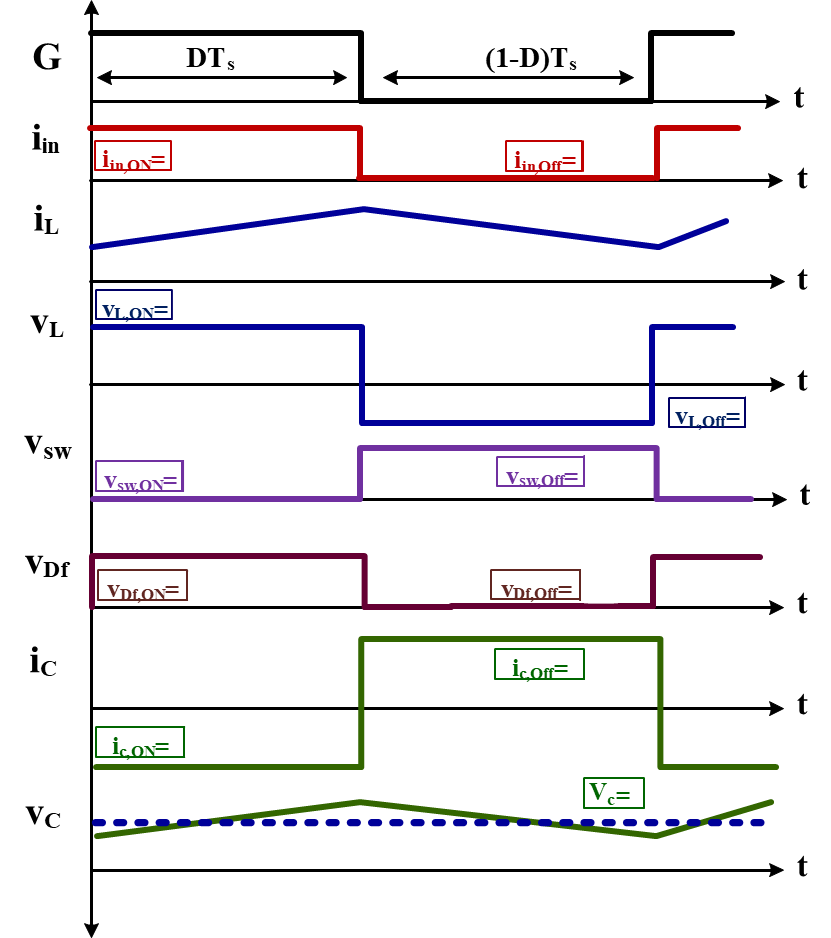 G
DTs
(1-D)Ts
t
iin
iin,ON=
iin,Off=
t
iL
t
vL,ON=
vL
t
vL,Off=
vsw
vsw,ON=
vsw,Off=
t
vDf
vDf,ON=
vDf,Off=
t
iC
ic,Off=
t
ic,ON=
Vc=
vC
t